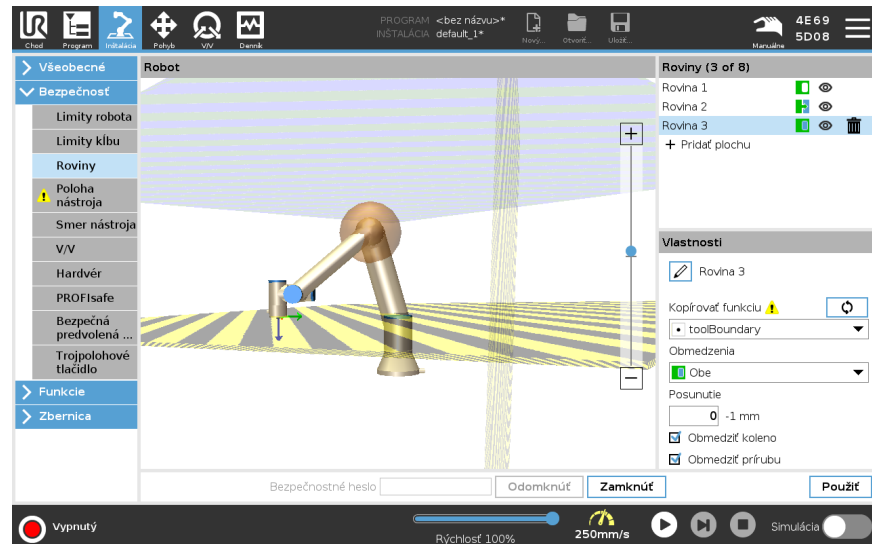 PROGRAM <bez názvu>*
INŠTALÁCIA default_1*
Chod
Program
Inštalácia
Pohyb
V/V
Denník
Nový...
Otvoriť...
Uložiť...
Manuálne
4E69
5D08
Všeobecné
Bezpečnosť
Limity robota
Limity kĺbu
Roviny
Poloha
nástroja
Smer nástroja
V/V
Hardvér
PROFIsafe
Bezpečná
predvolená ...
Trojpolohové
tlačidlo
Funkcie
Zbernica
Robot
Roviny (3 of 8)
Rovina 1
Rovina 2
Rovina 3
+ Pridať plochu
Vlastnosti
Rovina 3
Kopírovať funkciu
toolBoundary
Obmedzenia
Obe
Posunutie
0 -1 mm
Obmedziť koleno
Obmedziť prírubu
Bezpečnostné heslo
Odomknúť
Zamknúť
Použiť
Vypnutý
Rýchlosť 100%
250mm/s
Simulácia